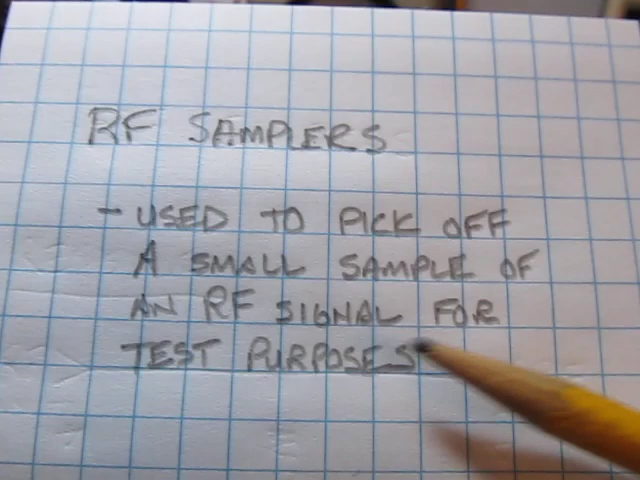 RF SAMPLERS
- USED TO PICK OFF
A SMALL SAMPLE OF
AN RF SIGNAL FOR
TEST PURPOSES